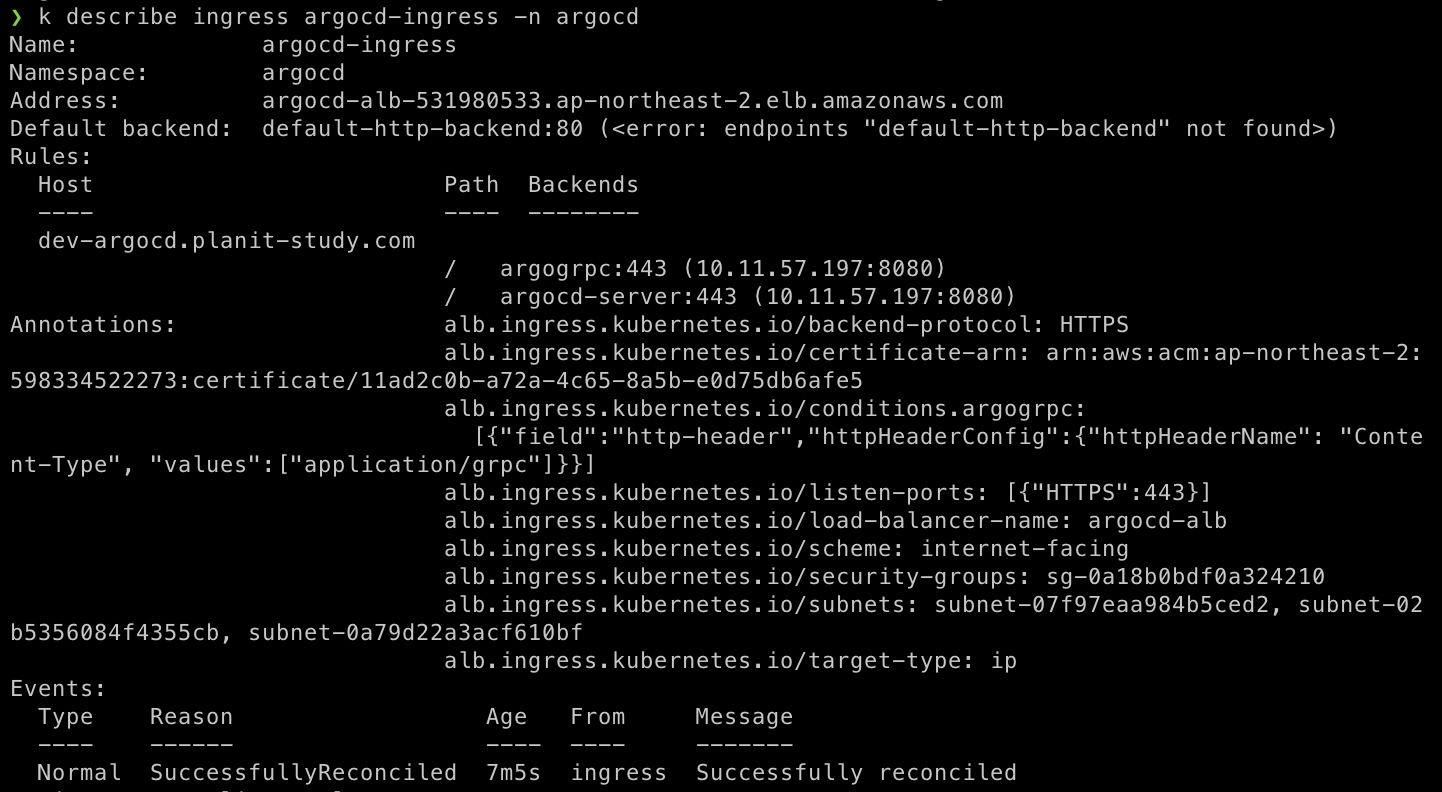 ❯ k describe ingress argocd-ingress -n argocd
Name:             argocd-ingress
Namespace:        argocd
Address:          argocd-alb-531980533.ap-northeast-2.elb.amazonaws.com
Default backend:  default-http-backend:80 (<error: endpoints "default-http-backend" not found>)
Rules:
  Host                         Path  Backends
  ----                         ----  --------
  dev-argocd.planit-study.com
                               /   argogrpc:443 (10.11.57.197:8080)
                               /   argocd-server:443 (10.11.57.197:8080)
Annotations:                   alb.ingress.kubernetes.io/backend-protocol: HTTPS
                               alb.ingress.kubernetes.io/certificate-arn: arn:aws:acm:ap-northeast-2:
598334522273:certificate/11ad2c0b-a72a-4c65-8a5b-e0d75db6afe5
                               alb.ingress.kubernetes.io/conditions.argogrpc:
                                 [{"field":"http-header","httpHeaderConfig":{"httpHeaderName": "Conte
nt-Type", "values":["application/grpc"]}}]
                               alb.ingress.kubernetes.io/listen-ports: [{"HTTPS":443}]
                               alb.ingress.kubernetes.io/load-balancer-name: argocd-alb
                               alb.ingress.kubernetes.io/scheme: internet-facing
                               alb.ingress.kubernetes.io/security-groups: sg-0a18b0bdf0a324210
                               alb.ingress.kubernetes.io/subnets: subnet-07f97eaa984b5ced2, subnet-02
b5356084f4355cb, subnet-0a79d22a3acf610bf
                               alb.ingress.kubernetes.io/target-type: ip
Events:
  Type    Reason                  Age   From     Message
  ----    ------                  ----  ----     -------
  Normal  SuccessfullyReconciled  7m5s  ingress  Successfully reconciled